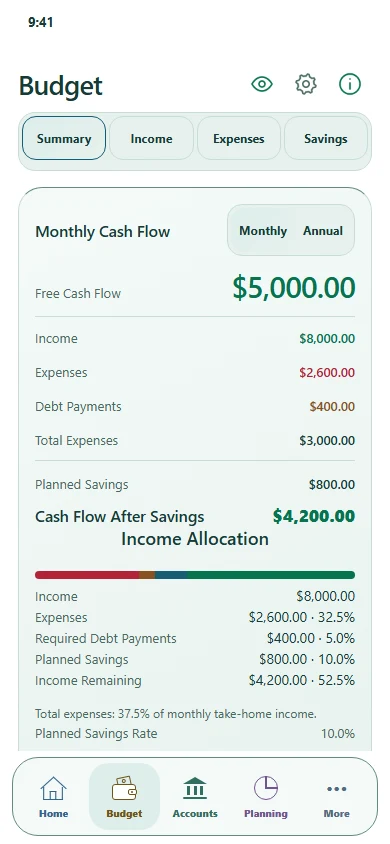 9:41
Budget
Summary Income Expenses Savings
Monthly Cash Flow Monthly Annual
Free Cash Flow $5,000.00
Income $8,000.00
Expenses $2,600.00
Debt Payments $400.00
Total Expenses $3,000.00
Planned Savings $800.00
Cash Flow After Savings $4,200.00
Income Allocation
Income $8,000.00
Expenses $2,600.00 · 32.5%
Required Debt Payments $400.00 · 5.0%
Planned Savings $800.00 · 10.0%
Income Remaining $4,200.00 · 52.5%
Total expenses: 37.5% of monthly take-home income.
Planned Savings Rate 10.0%
Home Budget Accounts Planning More